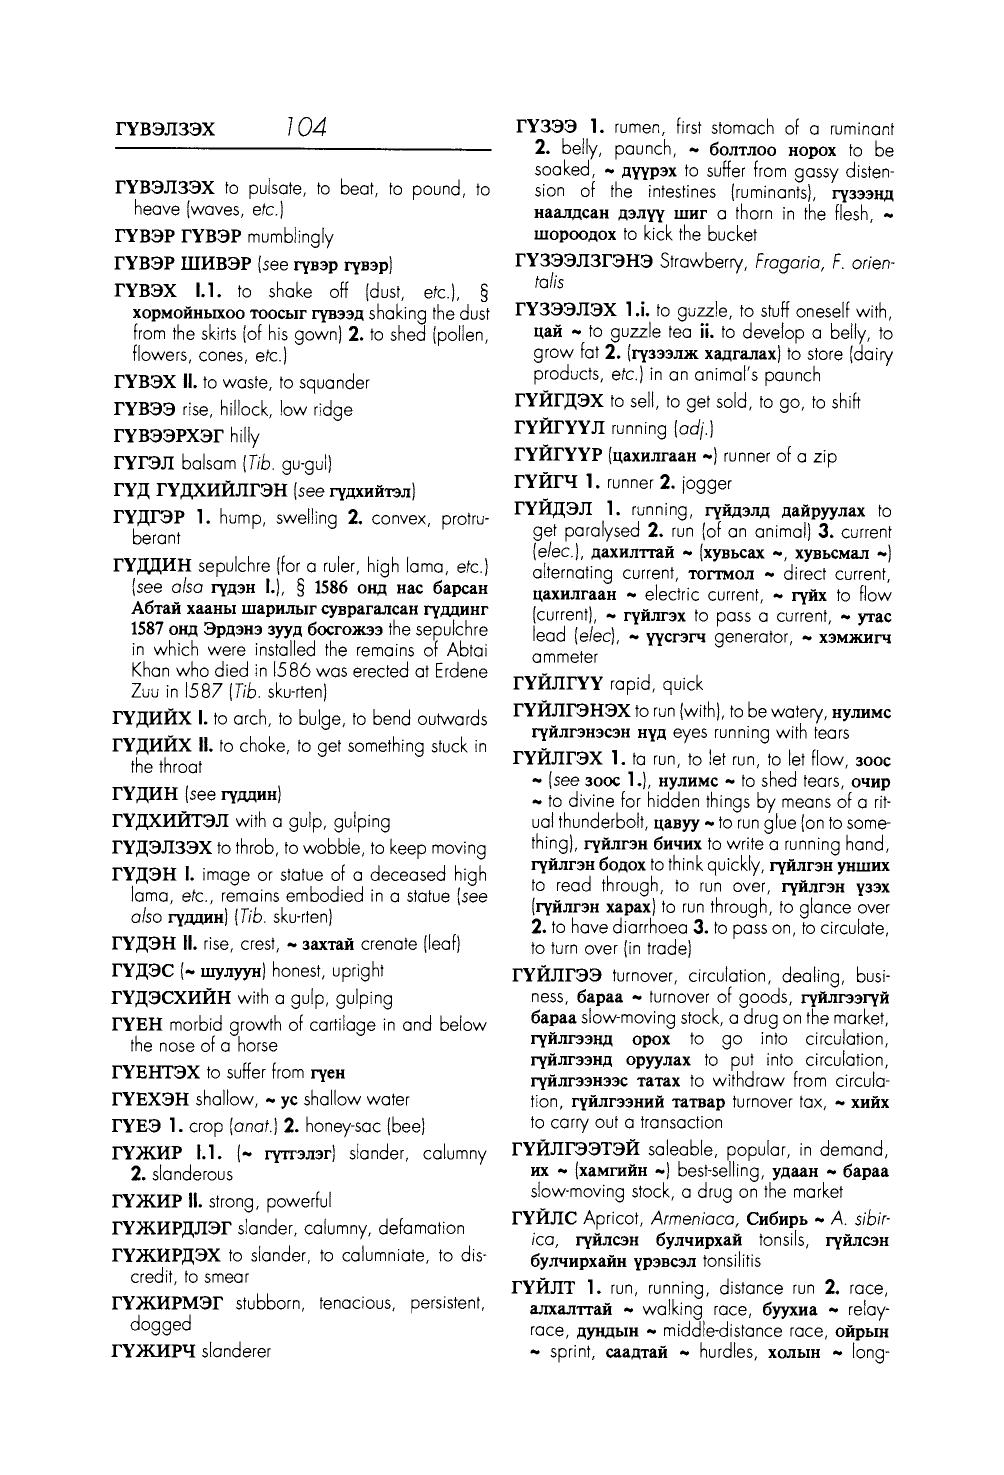 ГҮВЭЛЗЭХ 104
ГҮВЭЛЗЭХ to pulsate, to beat, to pound, to
heave (waves, etc.)
ГҮВЭР ГҮВЭР mumblingly
ГҮВЭР ШИВЭР (see гүвэр гүвэр)
ГҮВЭХ I.1. to shake off (dust, etc.), §
хормойныхоо тоосыг гүвээд shaking the dust
from the skirts (of his gown) 2. to shed (pollen,
flowers, cones, etc.)
ГҮВЭХ II. to waste, to squander
ГҮВЭЭ rise, hillock, low ridge
ГҮВЭЭРХЭГ hilly
ГҮГЭЛ balsam (Tib. gu-gul)
ГҮД ГҮДХИЙЛГЭН (see гүдхийтэл)
ГҮДГЭР 1. hump, swelling 2. convex, protru-
berant
ГҮДДИН sepulchre (for a ruler, high lama, etc.)
(see also гүдэн I.), § 1586 онд нас барсан
Абтай хааны шарилыг суврагалсан гүддинг
1587 онд Эрдэнэ зууд босгожээ the sepulchre
in which were installed the remains of Abtai
Khan who died in 1586 was erected at Erdene
Zuu in 1587 (Tib. sku-rten)
ГҮДИЙХ I. to arch, to bulge, to bend outwards
ГҮДИЙХ II. to choke, to get something stuck in
the throat
ГҮДИН (see гүддин)
ГҮДХИЙТЭЛ with a gulp, gulping
ГҮДЭЛЗЭХ to throb, to wobble, to keep moving
ГҮДЭН I. image or statue of a deceased high
lama, etc., remains embodied in a statue (see
also гүддин) (Tib. sku-rten)
ГҮДЭН II. rise, crest, ~ захтай crenate (leaf)
ГҮДЭС (~ шулуун) honest, upright
ГҮДЭСХИЙН with a gulp, gulping
ГҮЕН morbid growth of cartilage in and below
the nose of a horse
ГҮЕНТЭХ to suffer from гүен
ГҮЕХЭН shallow, ~ ус shallow water
ГҮЕЭ 1. crop (anat.) 2. honey-sac (bee)
ГҮЖИР I.1. (~ гүтгэлэг) slander, calumny
2. slanderous
ГҮЖИР II. strong, powerful
ГҮЖИРДЛЭГ slander, calumny, defamation
ГҮЖИРДЭХ to slander, to calumniate, to dis-
credit, to smear
ГҮЖИРМЭГ stubborn, tenacious, persistent,
dogged
ГҮЖИРЧ slanderer
ГҮЗЭЭ 1. rumen, first stomach of a ruminant
2. belly, paunch, ~ болтлоо норох to be
soaked, ~ дүүрэх to suffer from gassy disten-
sion of the intestines (ruminants), гүзээнд
наалдсан дэлүү шиг a thorn in the flesh, ~
шороодох to kick the bucket
ГҮЗЭЭЛЗГЭНЭ Strawberry, Fragaria, F. orien-
talis
ГҮЗЭЭЛЭХ 1.i. to guzzle, to stuff oneself with,
цай ~ to guzzle tea ii. to develop a belly, to
grow fat 2. (гүзээлж хадгалах) to store (dairy
products, etc.) in an animal's paunch
ГҮЙГДЭХ to sell, to get sold, to go, to shift
ГҮЙГҮҮЛ running (adj.)
ГҮЙГҮҮР (цахилгаан ~) runner of a zip
ГҮЙГЧ 1. runner 2. jogger
ГҮЙДЭЛ 1. running, гүйдэлд дайруулах to
get paralysed 2. run (of an animal) 3. current
(elec.), дахилттай ~ (хувьсах ~, хувьсмал ~)
alternating current, тогтмол ~ direct current,
цахилгаан ~ electric current, ~ гүйх to flow
(current), ~ гүйлгэх to pass a current, ~ утас
lead (elec), ~ үүсгэгч generator, ~ хэмжигч
ammeter
ГҮЙЛГҮҮ rapid, quick
ГҮЙЛГЭНЭХ to run (with), to be watery, нулимс
гүйлгэнэсэн нүд eyes running with tears
ГҮЙЛГЭХ 1. ta run, to let run, to let flow, зоос
~ (see зоос 1.), нулимс ~ to shed tears, очир
~ to divine for hidden things by means of a rit-
ual thunderbolt, цавуу ~ to run glue (on to some-
thing), гүйлгэн бичих to write a running hand,
гүйлгэн бодох to think quickly, гүйлгэн унших
to read through, to run over, гүйлгэн үзэх
(гүйлгэн харах) to run through, to glance over
2. to have diarrhoea 3. to pass on, to circulate,
to turn over (in trade)
ГҮЙЛГЭЭ turnover, circulation, dealing, busi-
ness, бараа ~ turnover of goods, гүйлгээгүй
бараа slow-moving stock, a drug on the market,
гүйлгээнд орох to go into circulation,
гүйлгээнд оруулах to put into circulation,
гүйлгээнээс татах to withdraw from circula-
tion, гүйлгээний татвар turnover tax, ~ хийх
to carry out a transaction
ГҮЙЛГЭЭТЭЙ saleable, popular, in demand,
их ~ (хамгийн ~) best-selling, удаан ~ бараа
slow-moving stock, a drug on the market
ГҮЙЛС Apricot, Armeniaca, Сибирь ~ A. sibir-
ica, гүйлсэн булчирхай tonsils, гүйлсэн
булчирхайн үрэвсэл tonsilitis
ГҮЙЛТ 1. run, running, distance run 2. race,
алхалттай ~ walking race, буухиа ~ relay-
race, дундын ~ middle-distance race, ойрын
~ sprint, саадтай ~ hurdles, холын ~ long-